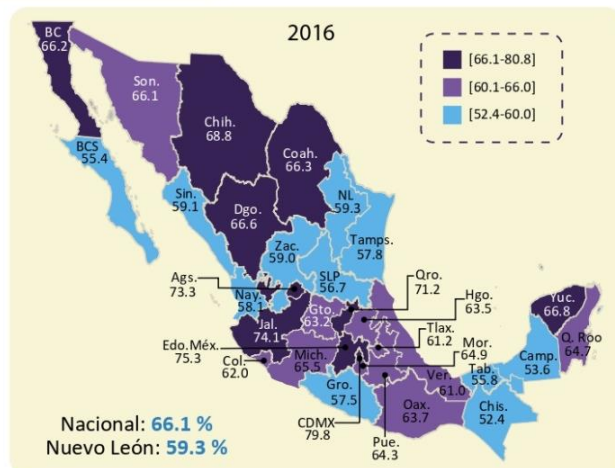 2016
BC
66.2
Son.
66.1
Chih.
68.8
Coah.
66.3
BCS
55.4
Sin.
59.1
Dgo.
66.6
NL
59.3
Tamps.
57.8
Zac.
59.0
SLP
56.7
Ags.
73.3
Nay.
58.1
Jal.
74.1
Gto.
63.2
Qro.
71.2
Hgo.
63.5
Tlax.
61.2
Mor.
64.9
Edo.Méx.
75.3
Col.
62.0
Mich.
65.5
Gro.
57.5
CDMX
79.8
Pue.
64.3
Oax.
63.7
Ver.
61.0
Tab.
55.8
Chis.
52.4
Camp.
53.6
Yuc.
66.8
Q. Roo
64.7
[66.1-80.8]
[60.1-66.0]
[52.4-60.0]
Nacional: 66.1 %
Nuevo León: 59.3 %